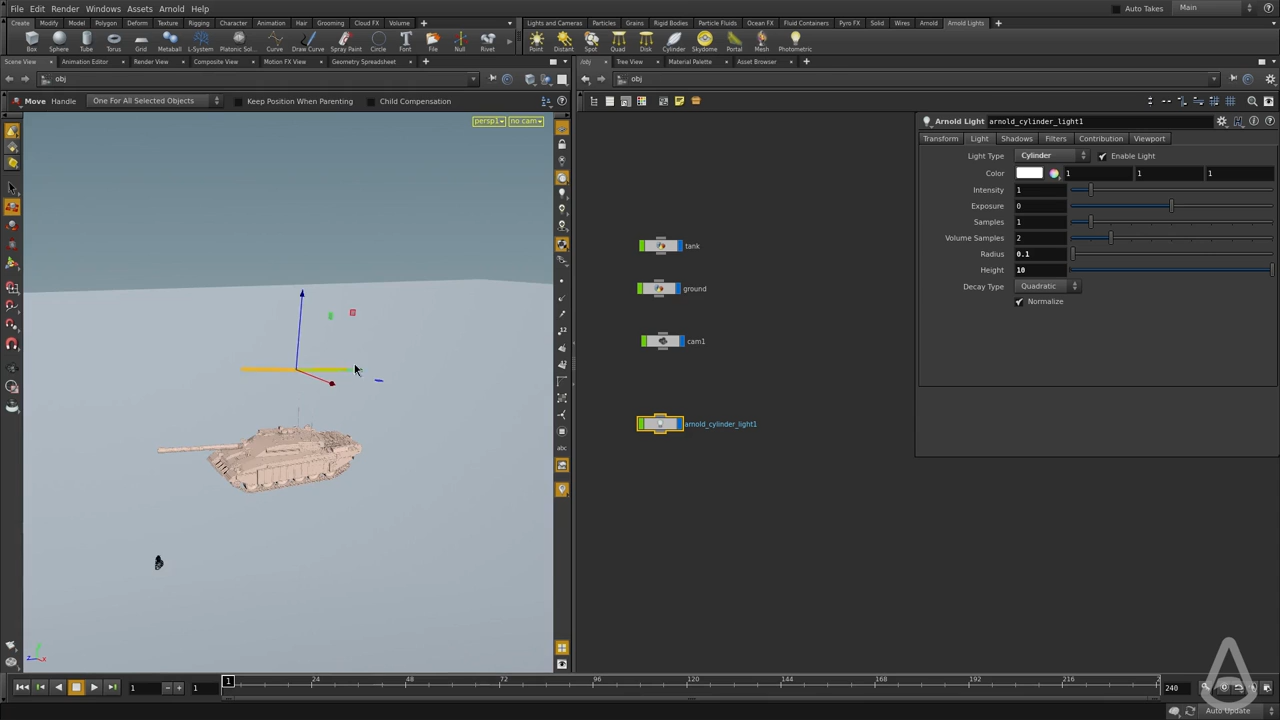 File Edit Render Windows Assets Arnold Help
Auto Takes Main
Create Modify Model Polygon Deform Texture Rigging Character Animation Hair Grooming Cloud FX Volume
Lights and Cameras Particles Grains Rigid Bodies Particle Fluids Ocean FX Fluid Containers Pyro FX Solid Wires Arnold Arnold Lights
Box Sphere Tube Torus Grid Metaball L-System Platonic Sol... Curve Draw Curve Spray Paint Circle Font File Null Rivet
Point Distant Spot Quad Disk Cylinder Skydome Portal Mesh Photometric
Scene View Animation Editor Render View Composite View Motion FX View Geometry Spreadsheet
/obj Tree View Material Palette Asset Browser
obj
obj
Move Handle One For All Selected Objects Keep Position When Parenting Child Compensation
persp1 no cam
Arnold Light arnold_cylinder_light1
Transform Light Shadows Filters Contribution Viewport
Light Type Cylinder Enable Light
Color 1 1 1
Intensity 1
Exposure 0
Samples 1
Volume Samples 2
Radius 0.1
Height 10
Decay Type Quadratic
Normalize
tank
ground
cam1
arnold_cylinder_light1
abc
z x
1 1 1 24 48 72 96 120 144 168 192 216 2 240
Auto Update